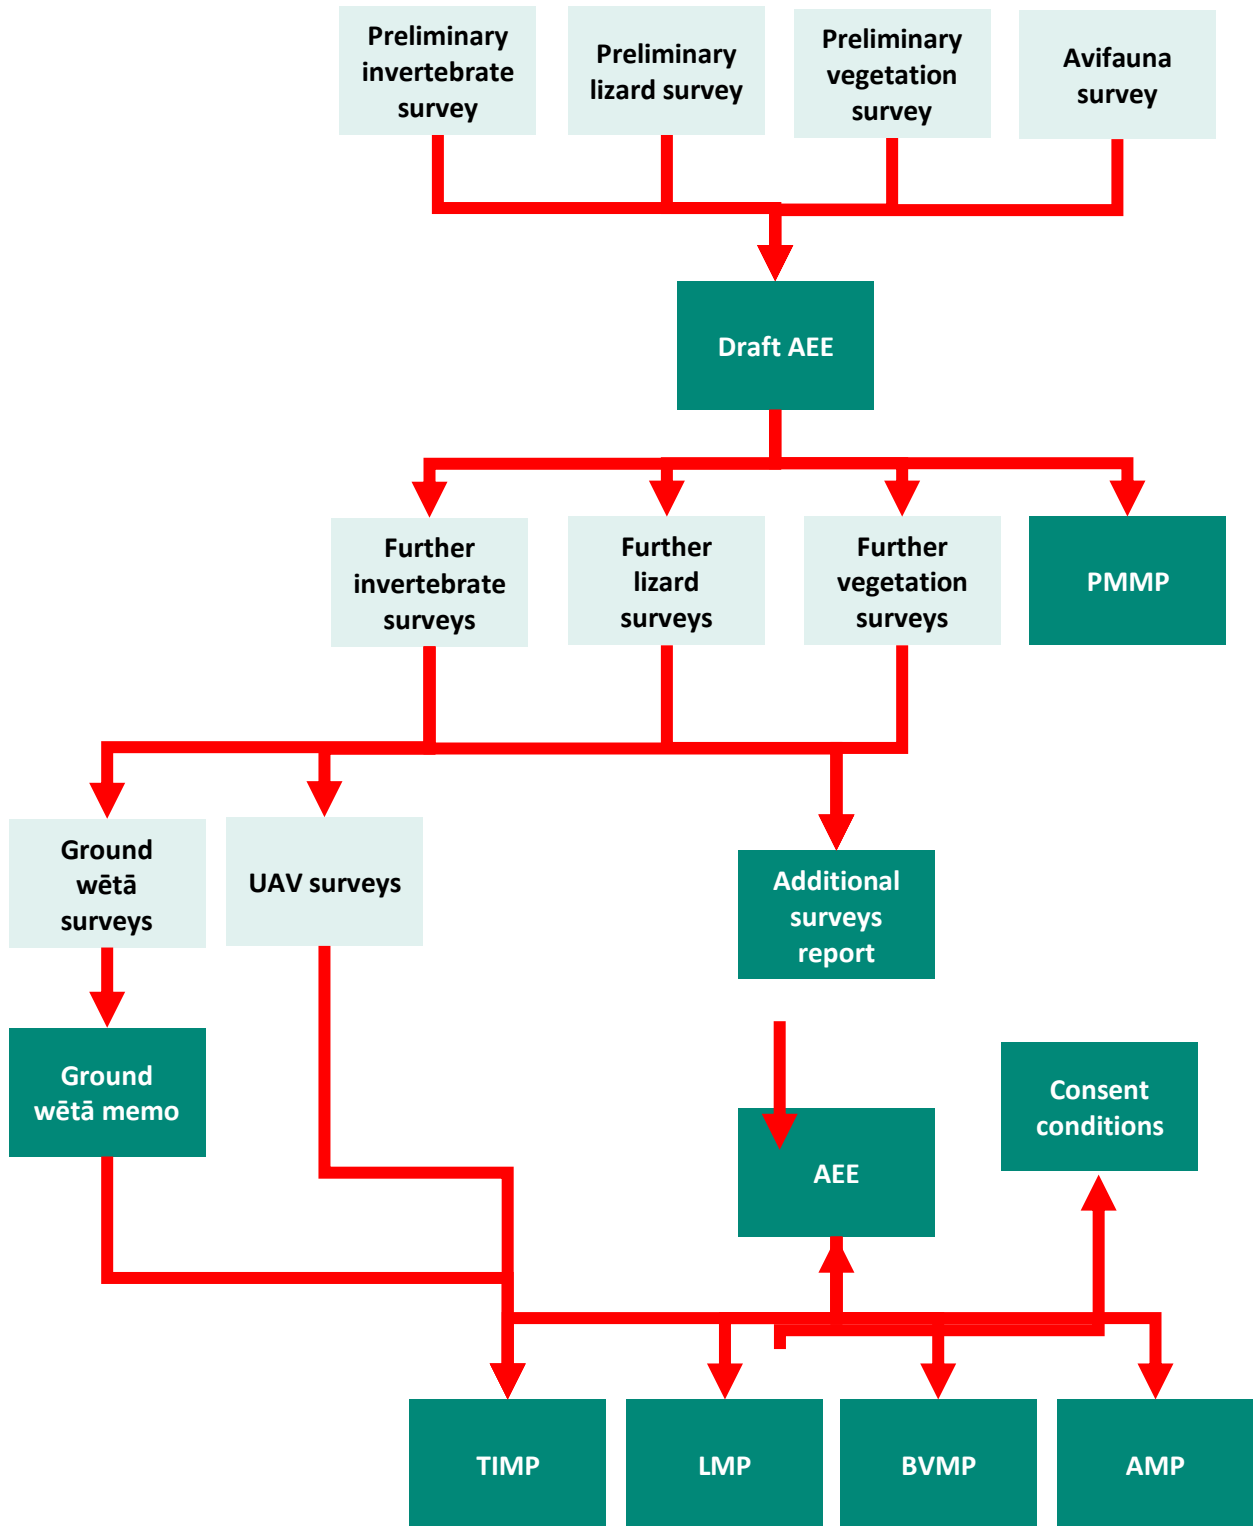 Preliminary
invertebrate
survey
Preliminary
lizard survey
Preliminary
vegetation
survey
Avifauna
survey
Draft AEE
Further
invertebrate
surveys
Further
lizard
surveys
Further
vegetation
surveys
PMMP
Ground
wētā
surveys
UAV surveys
Additional
surveys
report
Ground
wētā memo
Consent
conditions
AEE
TIMP
LMP
BVMP
AMP